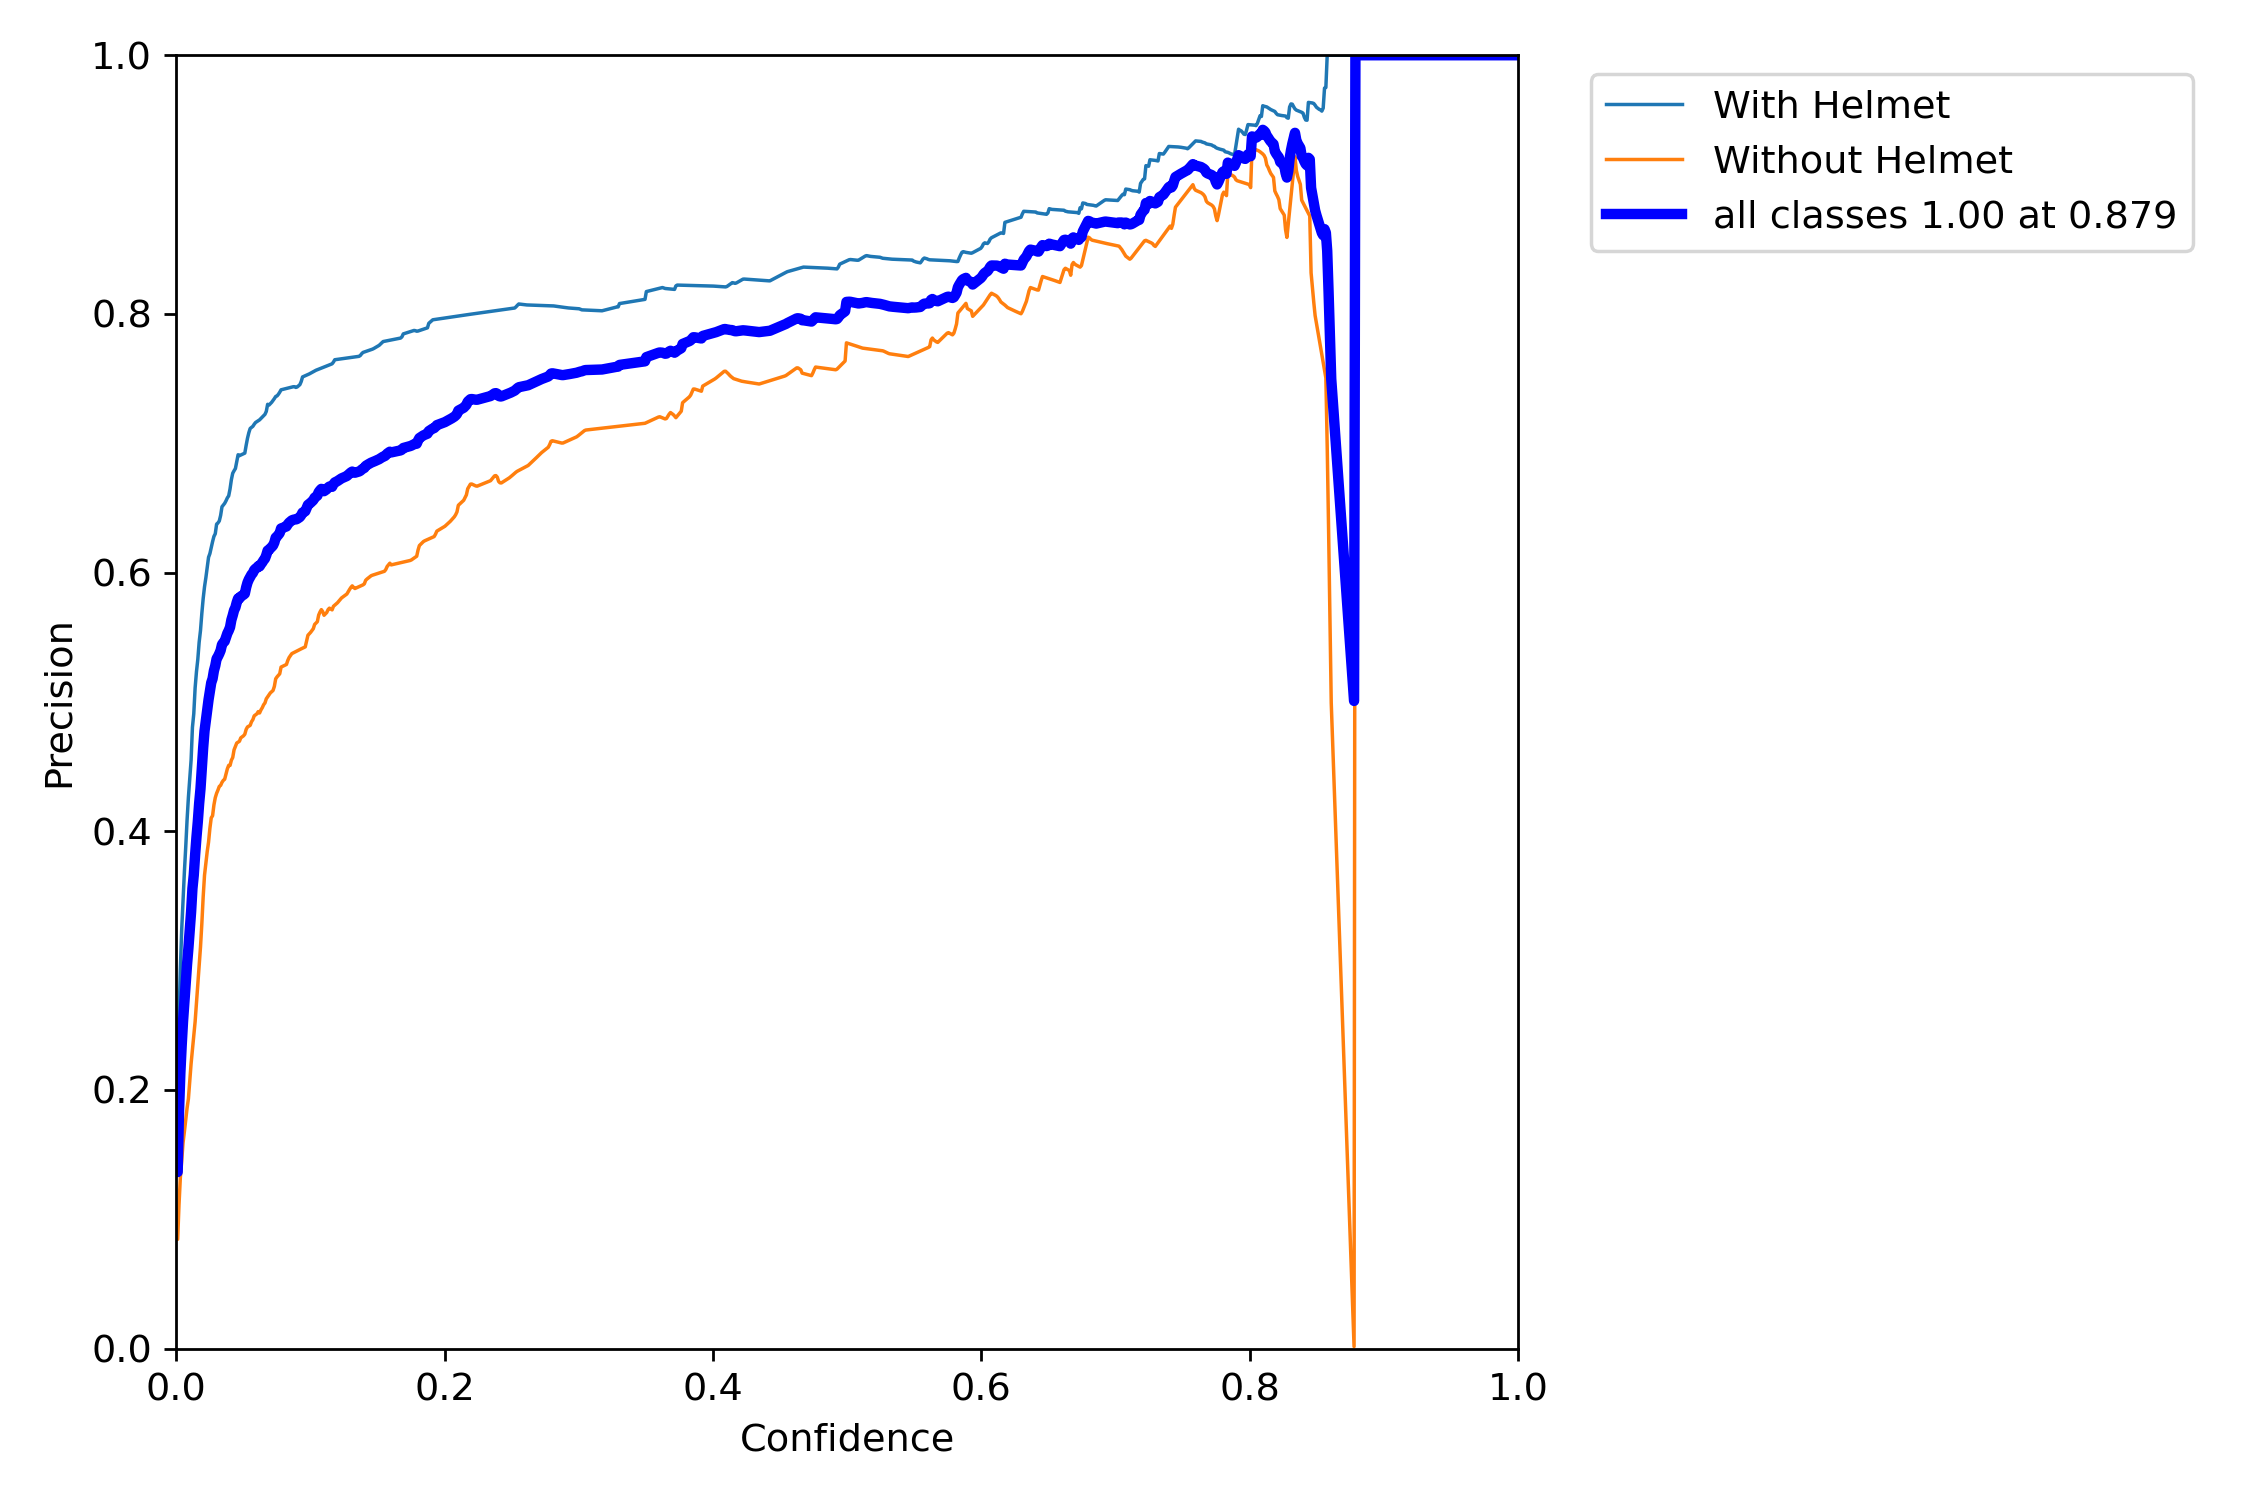 1.0
0.8
0.6
0.4
0.2
0.0
Precision
0.0 0.2 0.4 0.6 0.8 1.0
Confidence
With Helmet
Without Helmet
all classes 1.00 at 0.879